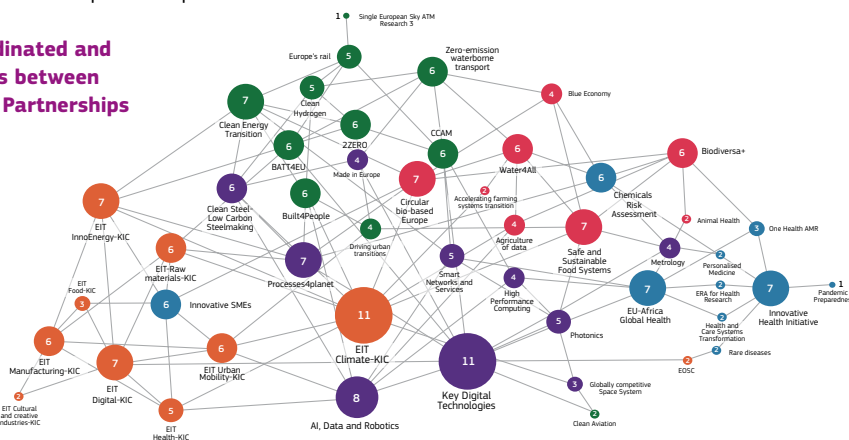 dinated and
s between
Partnerships
1
Single European Sky ATM
Research 3
Europe's rail
5
Zero-emission
waterborne
transport
6
5
Clean
Hydrogen
4
Blue Economy
7
Clean Energy
Transition
6
2ZERO
6
BATT4EU
CCAM
6
4
Made in Europe
6
Water4All
6
Biodiversa+
6
Clean Steel-
Low Carbon
Steelmaking
6
Built4People
7
Circular
bio-based
Europe
2
Accelerating farming
systems transition
6
Chemicals
Risk
Assessment
7
EIT
InnoEnergy-KIC
4
Driving urban
transitions
4
Agriculture
of data
7
Safe and
Sustainable
Food Systems
2
Animal Health
3
One Health AMR
6
EIT-Raw
materials-KIC
7
Processes4planet
5
Smart
Networks and
Services
4
Metrology
2
Personalised
Medicine
4
High
Performance
Computing
7
EU-Africa
Global Health
2
ERA for Health
Research
7
Innovative
Health Initiative
1
Pandemic
Preparednes
EIT
Food-KIC
3
6
Innovative SMEs
11
EIT
Climate-KIC
5
Photonics
2
Health and
Care Systems
Transformation
6
EIT
Manufacturing-KIC
7
EIT
Digital-KIC
6
EIT Urban
Mobility-KIC
11
Key Digital
Technologies
2
EOSC
2
Rare diseases
2
EIT Cultural
and creative
industries-KIC
5
EIT
Health-KIC
8
AI, Data and Robotics
3
Globally competitive
Space System
2
Clean Aviation